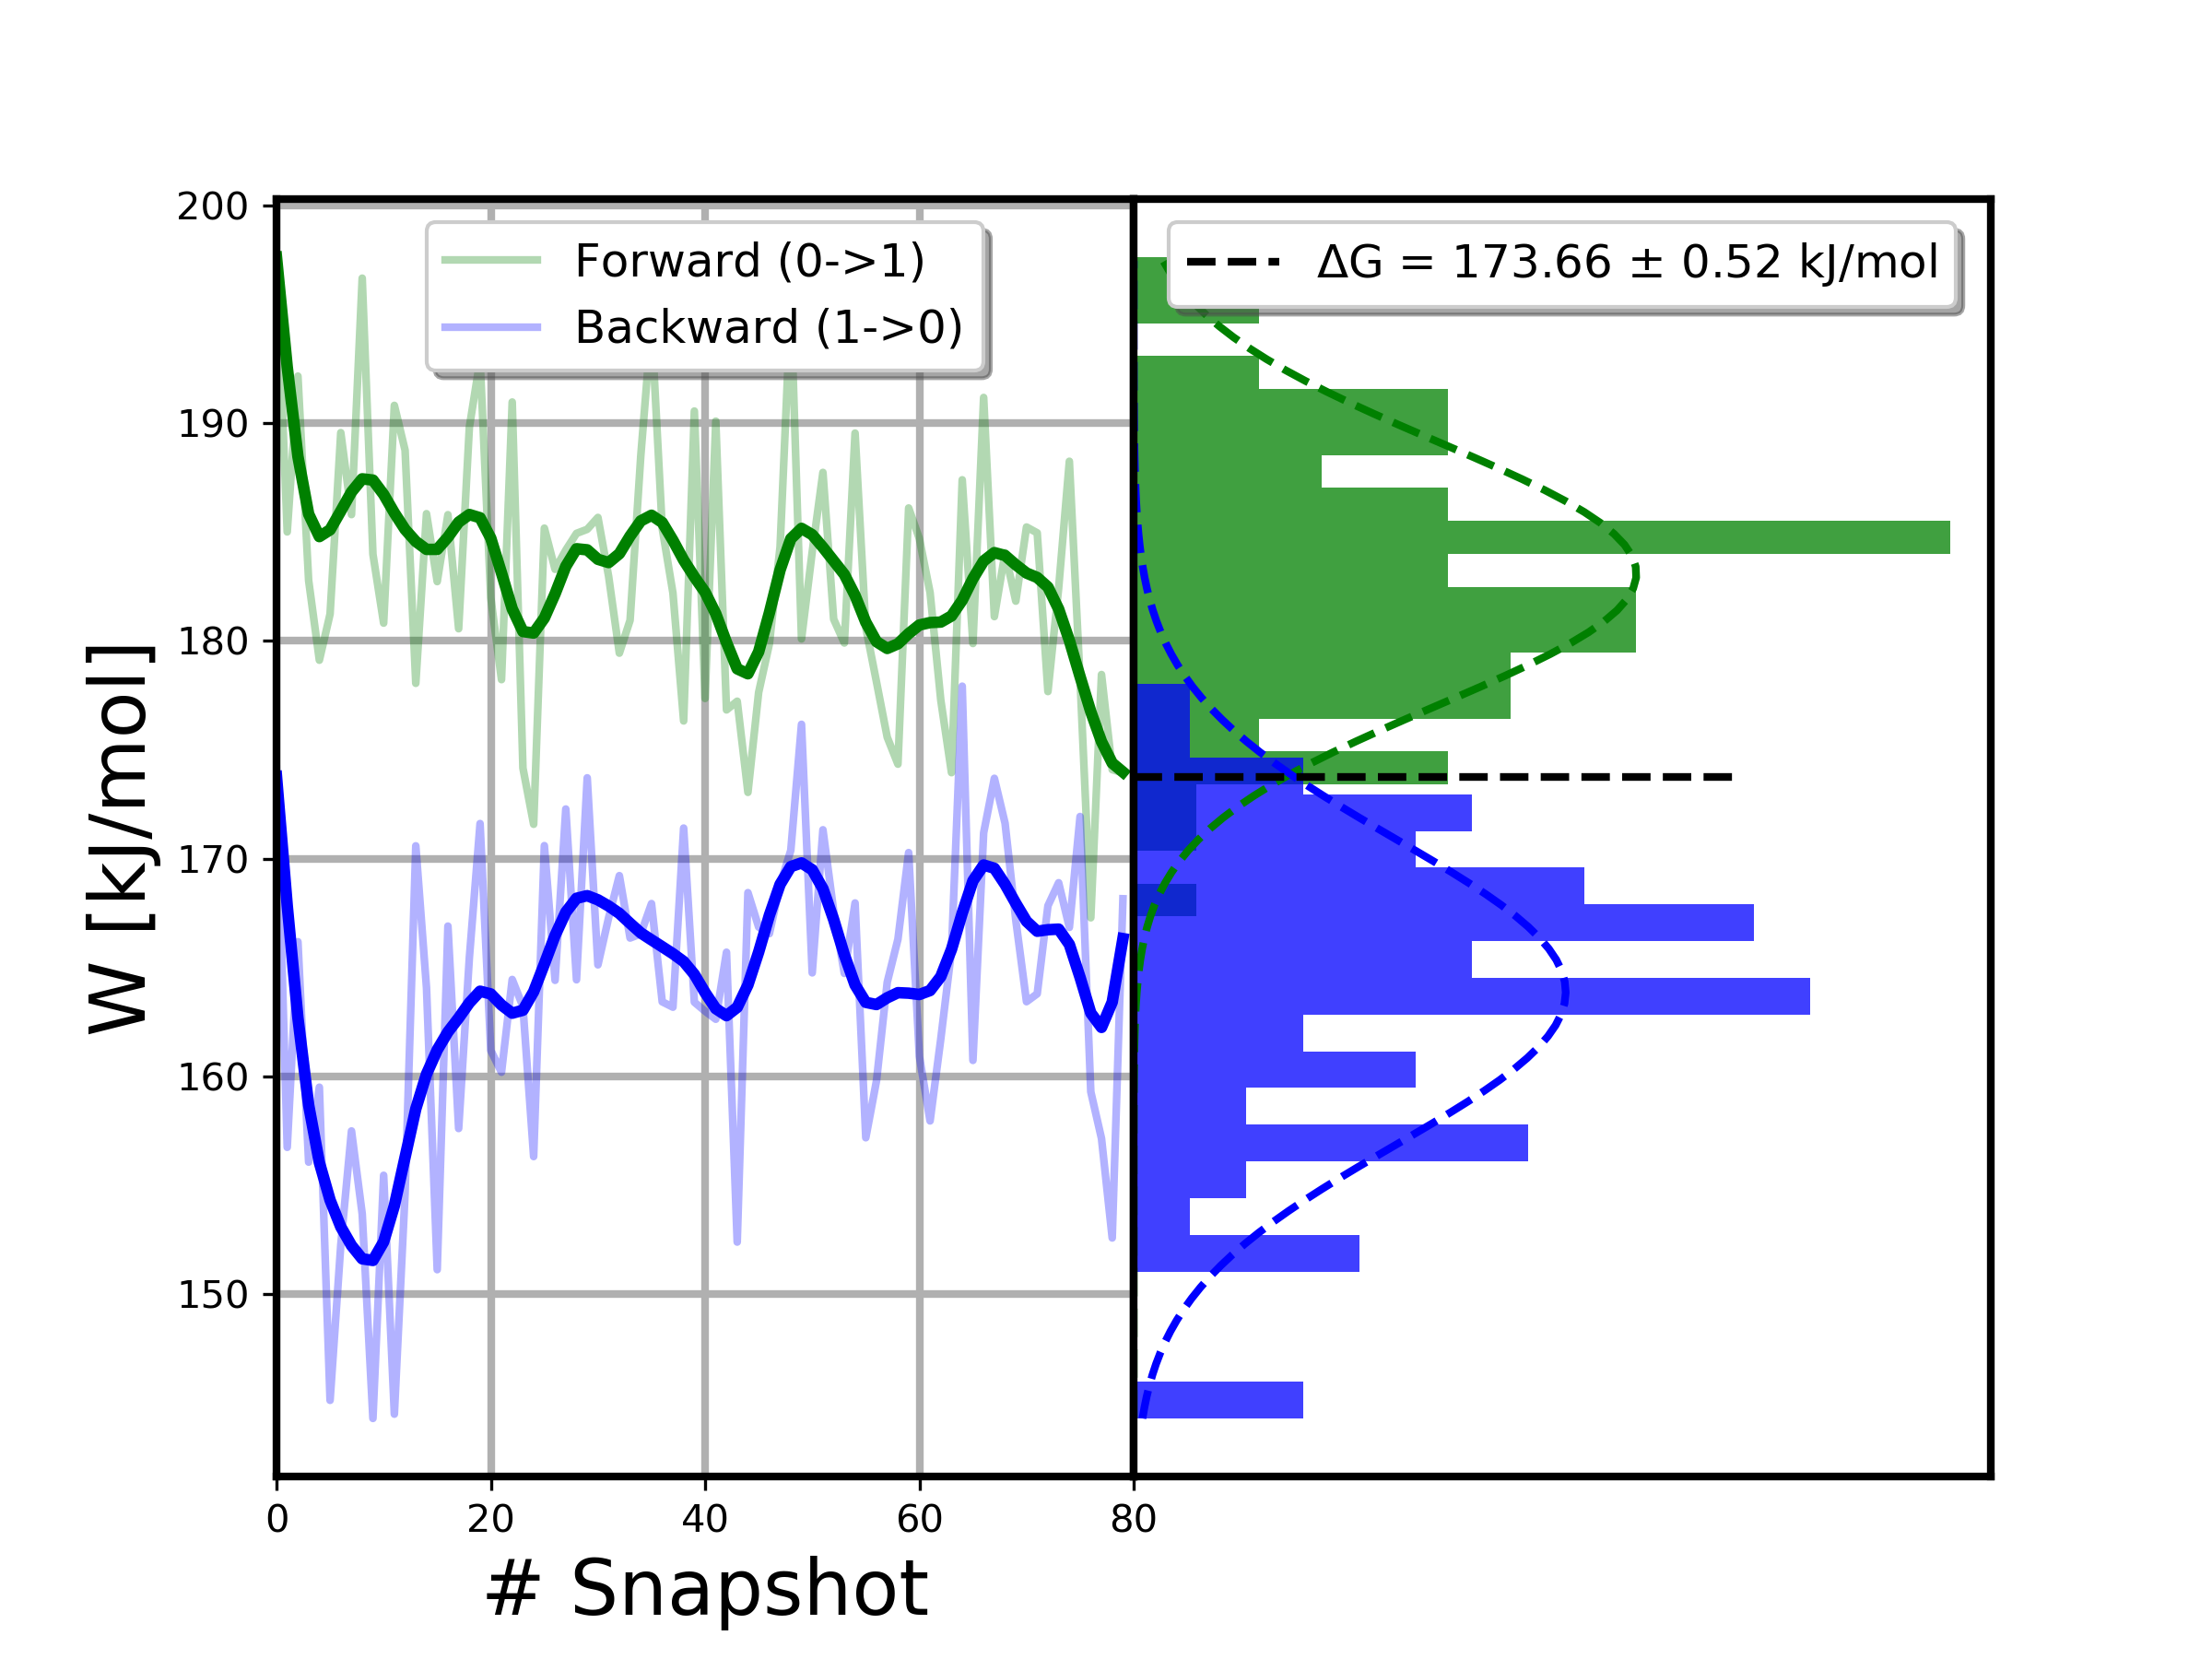 Forward (0->1)
Backward (1->0)
ΔG = 173.66 ± 0.52 kJ/mol
W [kJ/mol]
200
190
180
170
160
150
0 20 40 60 80
# Snapshot